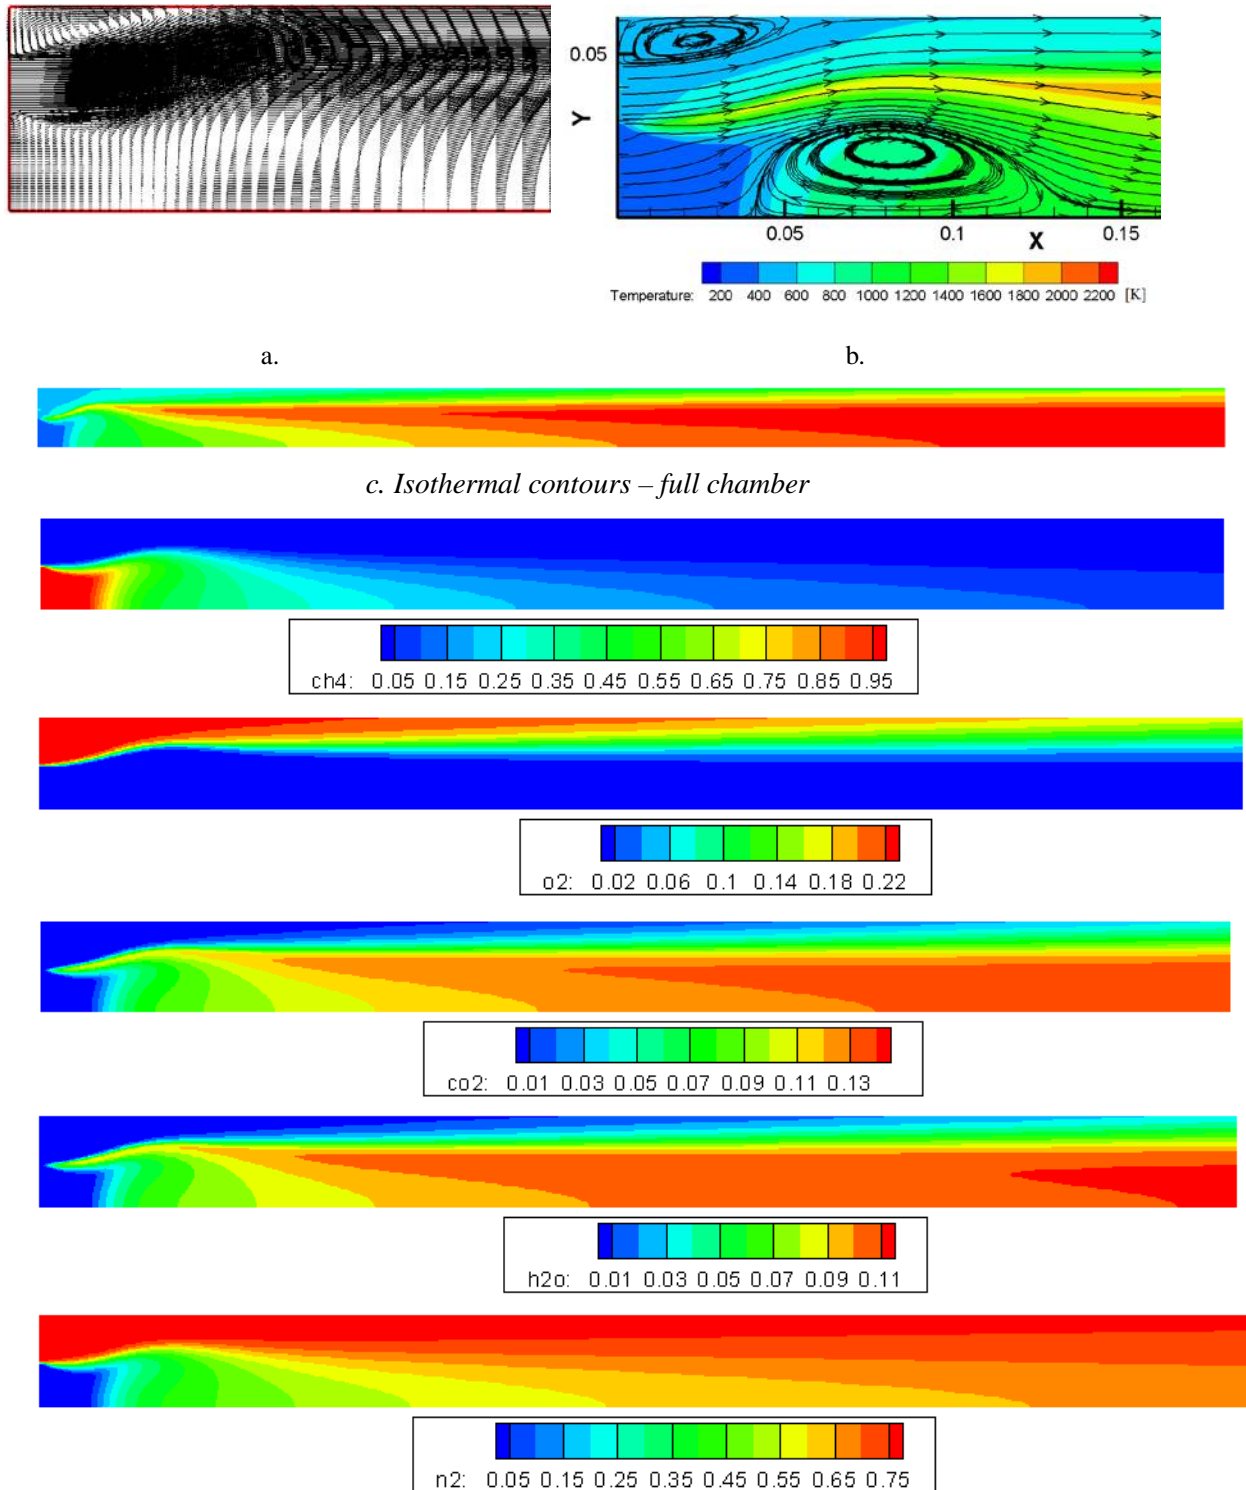 0.05
Y
0.05 0.1 X 0.15
Temperature: 200 400 600 800 1000 1200 1400 1600 1800 2000 2200 [K]
a. b.
c. Isothermal contours – full chamber
ch4: 0.05 0.15 0.25 0.35 0.45 0.55 0.65 0.75 0.85 0.95
o2: 0.02 0.06 0.1 0.14 0.18 0.22
co2: 0.01 0.03 0.05 0.07 0.09 0.11 0.13
h2o: 0.01 0.03 0.05 0.07 0.09 0.11
n2: 0.05 0.15 0.25 0.35 0.45 0.55 0.65 0.75